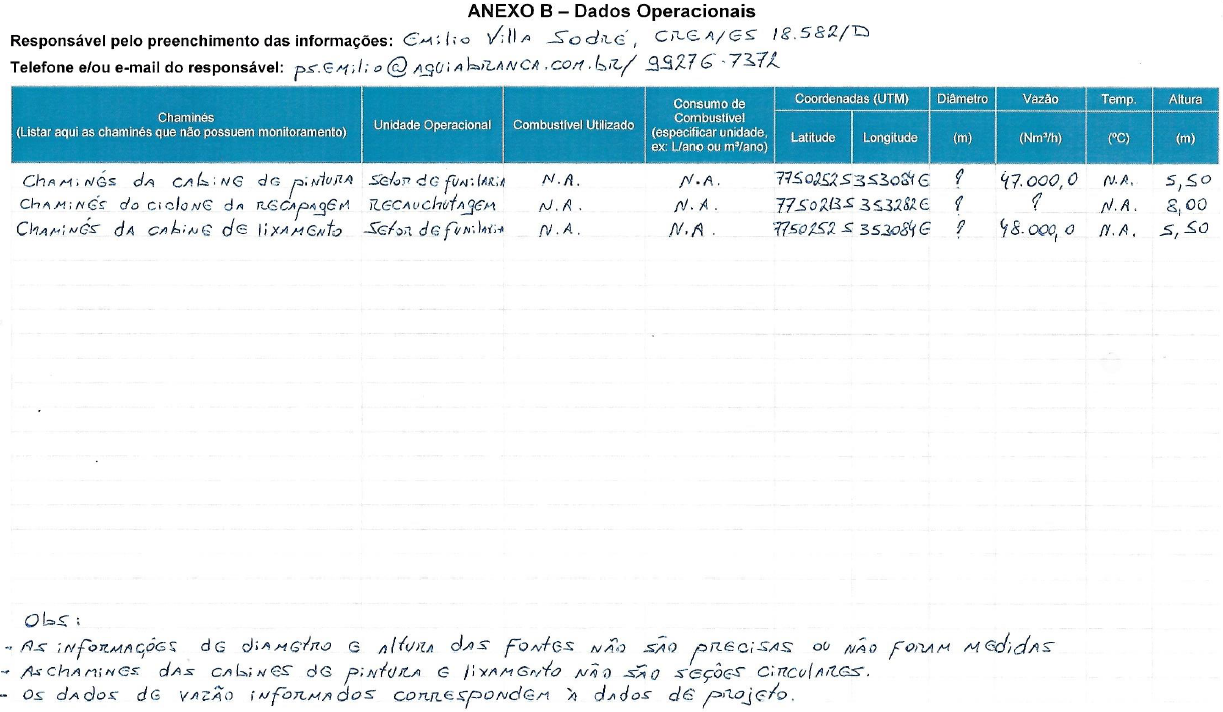 ANEXO B – Dados Operacionais
Responsável pelo preenchimento das informações: Emilio Villa Sodré, CREA/ES 18.582/D
Telefone e/ou e-mail do responsável: ps.emilio@aguiabranca.com.br/ 99276-7372
Chaminés (Listar aqui as chaminés que não possuem monitoramento) Unidade Operacional Combustível Utilizado Consumo de Combustível (especificar unidade, ex: L/ano ou m³/ano) Coordenadas (UTM) Latitude Longitude Diâmetro (m) Vazão (Nm³/h) Temp. (ºC) Altura (m)
Chaminés da cabine de pintura Setor de funilaria N.A. N.A. 7750252S 353084E ? 47.000,0 N.A. 5,50
Chaminés do ciclone da recapagem Recauchutagem N.A. N.A. 7750213S 353282E ? ? N.A. 8,00
Chaminés da cabine de lixamento Setor de funilaria N.A. N.A. 7750252S 353084E ? 48.000,0 N.A. 5,50
Obs:
- As informações de diametro e altura das fontes não são precisas ou não foram medidas
- As chamines das cabines de pintura e lixamento não são seções circulares.
- Os dados de vazão informados correspondem à dados de projeto.